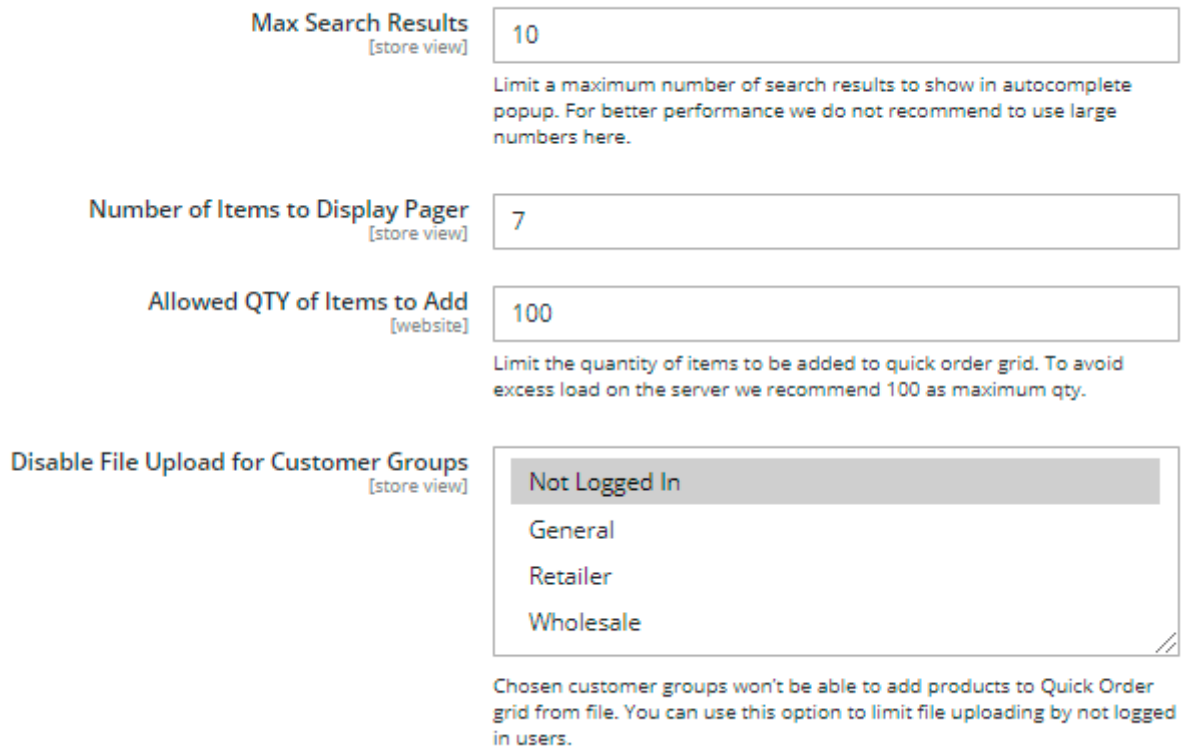 Max Search Results
[store view]
10
Limit a maximum number of search results to show in autocomplete
popup. For better performance we do not recommend to use large
numbers here.
Number of Items to Display Pager
[store view]
7
Allowed QTY of Items to Add
[website]
100
Limit the quantity of items to be added to quick order grid. To avoid
excess load on the server we recommend 100 as maximum qty.
Disable File Upload for Customer Groups
[store view]
Not Logged In
General
Retailer
Wholesale
Chosen customer groups won't be able to add products to Quick Order
grid from file. You can use this option to limit file uploading by not logged
in users.